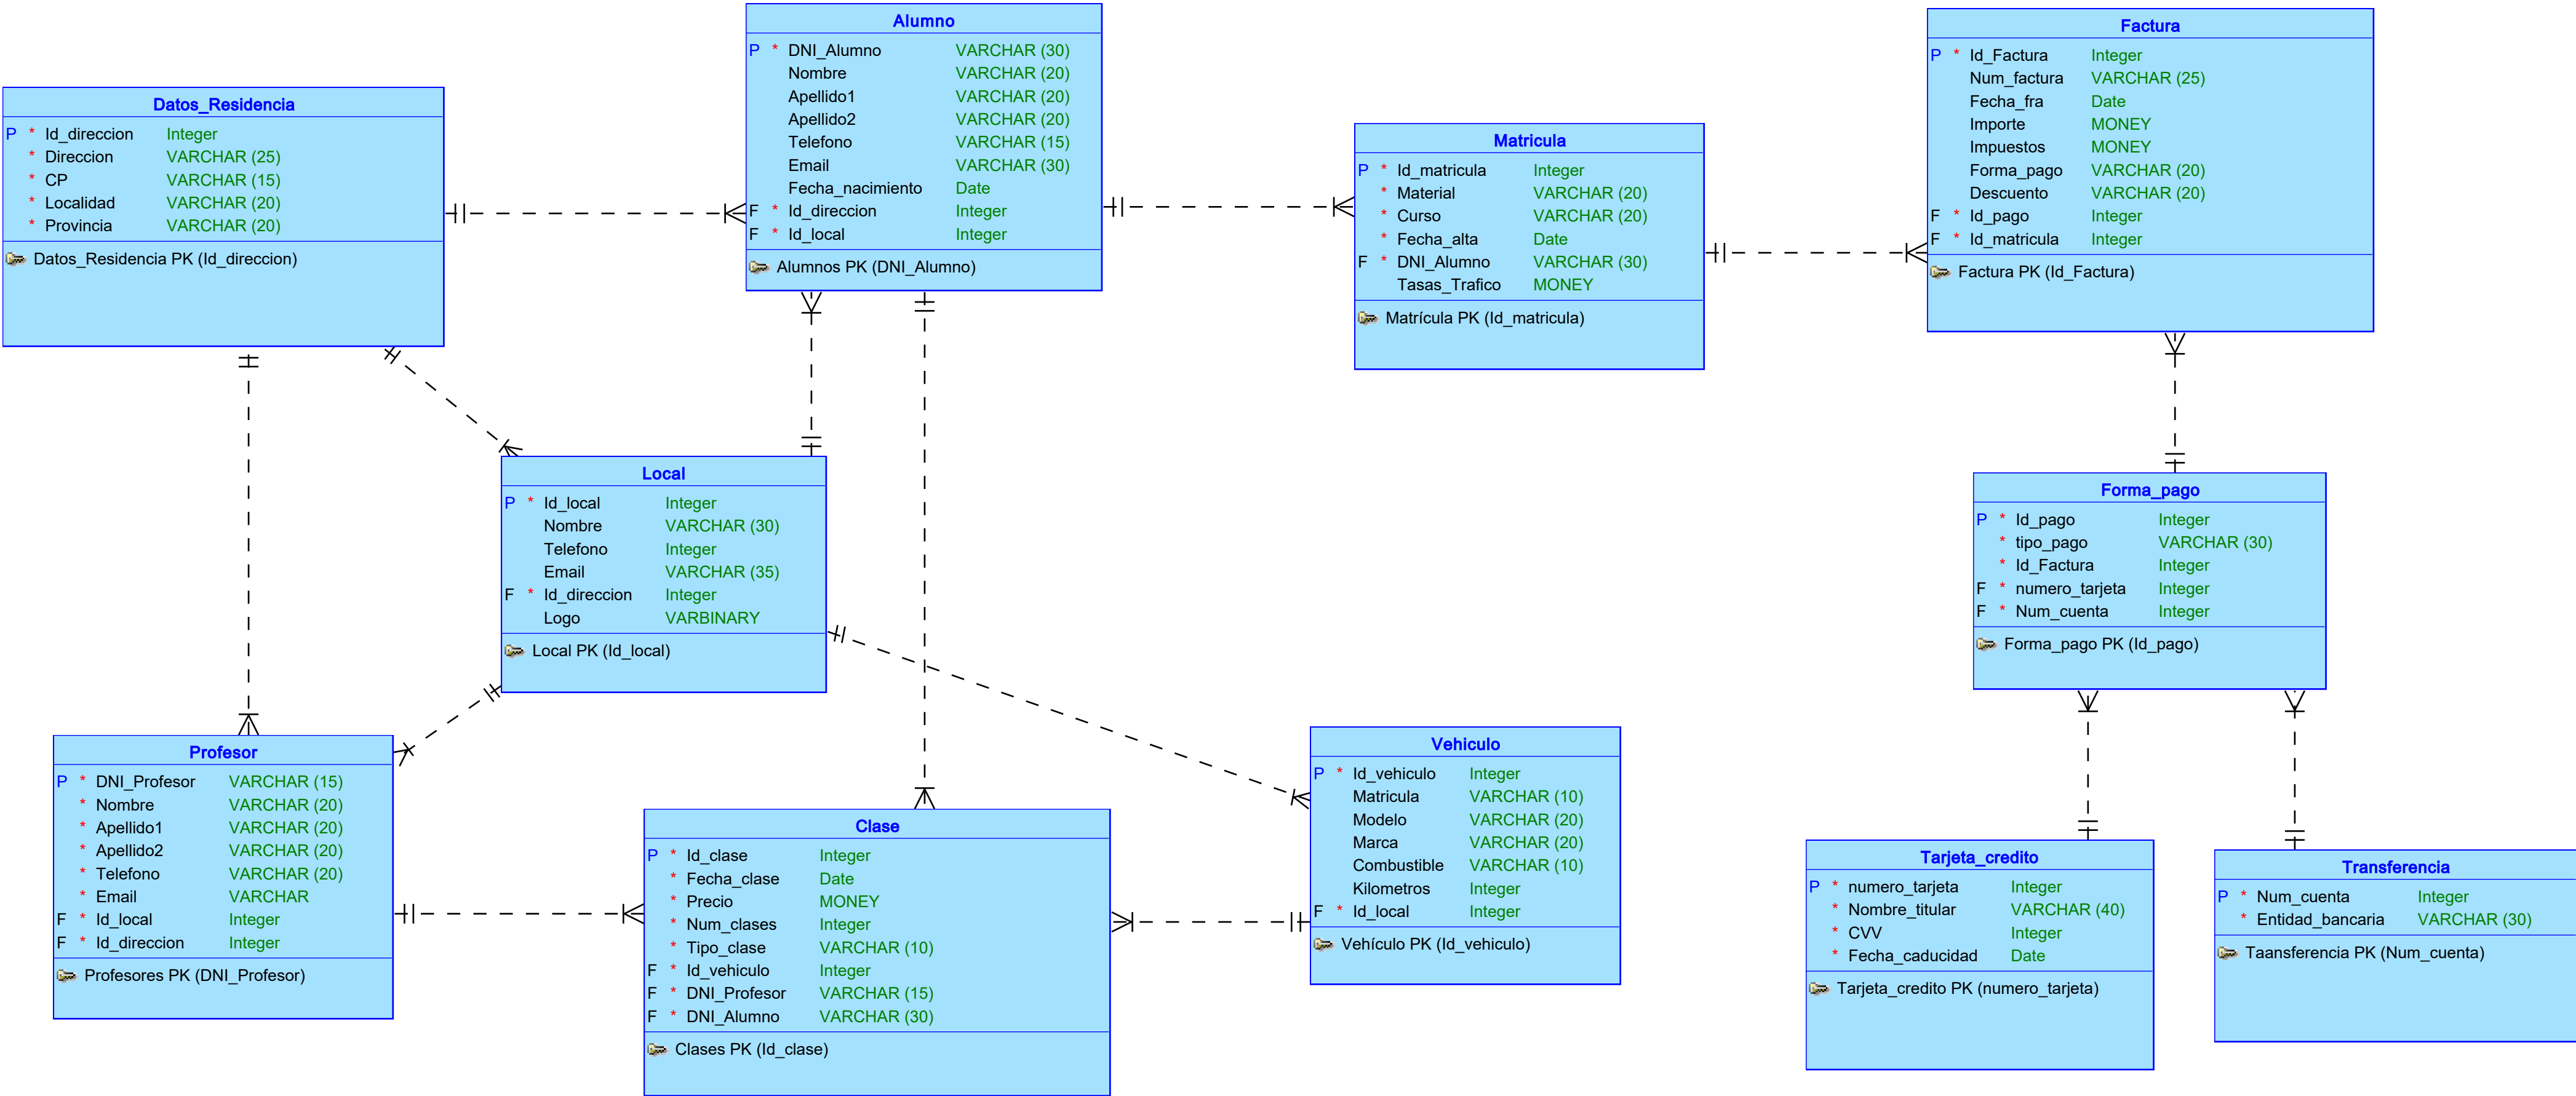 Datos_Residencia
P * Id_direccion Integer
* Direccion VARCHAR (25)
* CP VARCHAR (15)
* Localidad VARCHAR (20)
* Provincia VARCHAR (20)
Datos_Residencia PK (Id_direccion)
Alumno
P * DNI_Alumno VARCHAR (30)
Nombre VARCHAR (20)
Apellido1 VARCHAR (20)
Apellido2 VARCHAR (20)
Telefono VARCHAR (15)
Email VARCHAR (30)
Fecha_nacimiento Date
F * Id_direccion Integer
F * Id_local Integer
Alumnos PK (DNI_Alumno)
Matricula
P * Id_matricula Integer
* Material VARCHAR (20)
* Curso VARCHAR (20)
* Fecha_alta Date
F * DNI_Alumno VARCHAR (30)
Tasas_Trafico MONEY
Matrícula PK (Id_matricula)
Factura
P * Id_Factura Integer
Num_factura VARCHAR (25)
Fecha_fra Date
Importe MONEY
Impuestos MONEY
Forma_pago VARCHAR (20)
Descuento VARCHAR (20)
F * Id_pago Integer
F * Id_matricula Integer
Factura PK (Id_Factura)
Local
P * Id_local Integer
Nombre VARCHAR (30)
Telefono Integer
Email VARCHAR (35)
F * Id_direccion Integer
Logo VARBINARY
Local PK (Id_local)
Forma_pago
P * Id_pago Integer
* tipo_pago VARCHAR (30)
* Id_Factura Integer
F * numero_tarjeta Integer
F * Num_cuenta Integer
Forma_pago PK (Id_pago)
Profesor
P * DNI_Profesor VARCHAR (15)
* Nombre VARCHAR (20)
* Apellido1 VARCHAR (20)
* Apellido2 VARCHAR (20)
* Telefono VARCHAR (20)
* Email VARCHAR
F * Id_local Integer
F * Id_direccion Integer
Profesores PK (DNI_Profesor)
Clase
P * Id_clase Integer
* Fecha_clase Date
* Precio MONEY
* Num_clases Integer
* Tipo_clase VARCHAR (10)
F * Id_vehiculo Integer
F * DNI_Profesor VARCHAR (15)
F * DNI_Alumno VARCHAR (30)
Clases PK (Id_clase)
Vehiculo
P * Id_vehiculo Integer
Matricula VARCHAR (10)
Modelo VARCHAR (20)
Marca VARCHAR (20)
Combustible VARCHAR (10)
Kilometros Integer
F * Id_local Integer
Vehículo PK (Id_vehiculo)
Tarjeta_credito
P * numero_tarjeta Integer
* Nombre_titular VARCHAR (40)
* CVV Integer
* Fecha_caducidad Date
Tarjeta_credito PK (numero_tarjeta)
Transferencia
P * Num_cuenta Integer
* Entidad_bancaria VARCHAR (30)
Taansferencia PK (Num_cuenta)